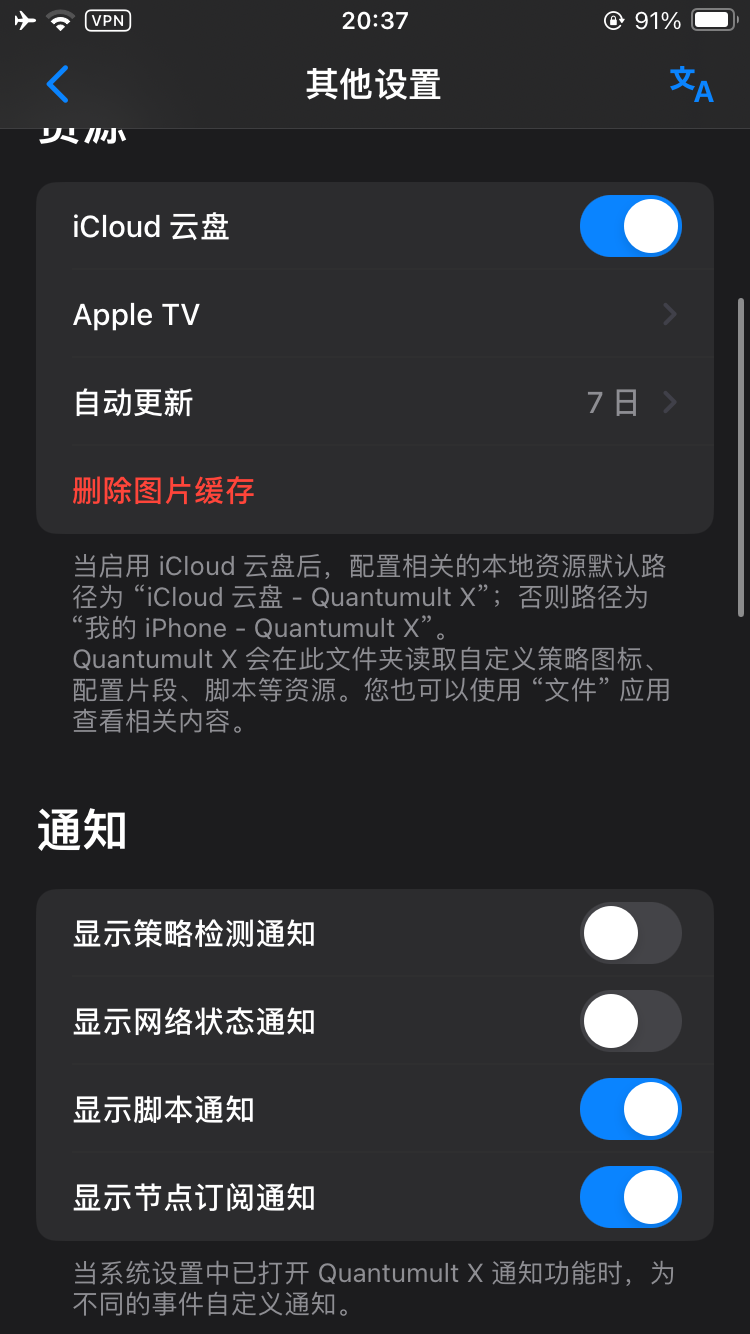 VPN
20:37
91%
其他设置
文A
资源
iCloud 云盘
Apple TV
自动更新
7 日
删除图片缓存
当启用 iCloud 云盘后，配置相关的本地资源默认路
径为 “iCloud 云盘 - Quantumult X”；否则路径为
“我的 iPhone - Quantumult X”。
Quantumult X 会在此文件夹读取自定义策略图标、
配置片段、脚本等资源。您也可以使用 “文件” 应用
查看相关内容。
通知
显示策略检测通知
显示网络状态通知
显示脚本通知
显示节点订阅通知
当系统设置中已打开 Quantumult X 通知功能时，为
不同的事件自定义通知。